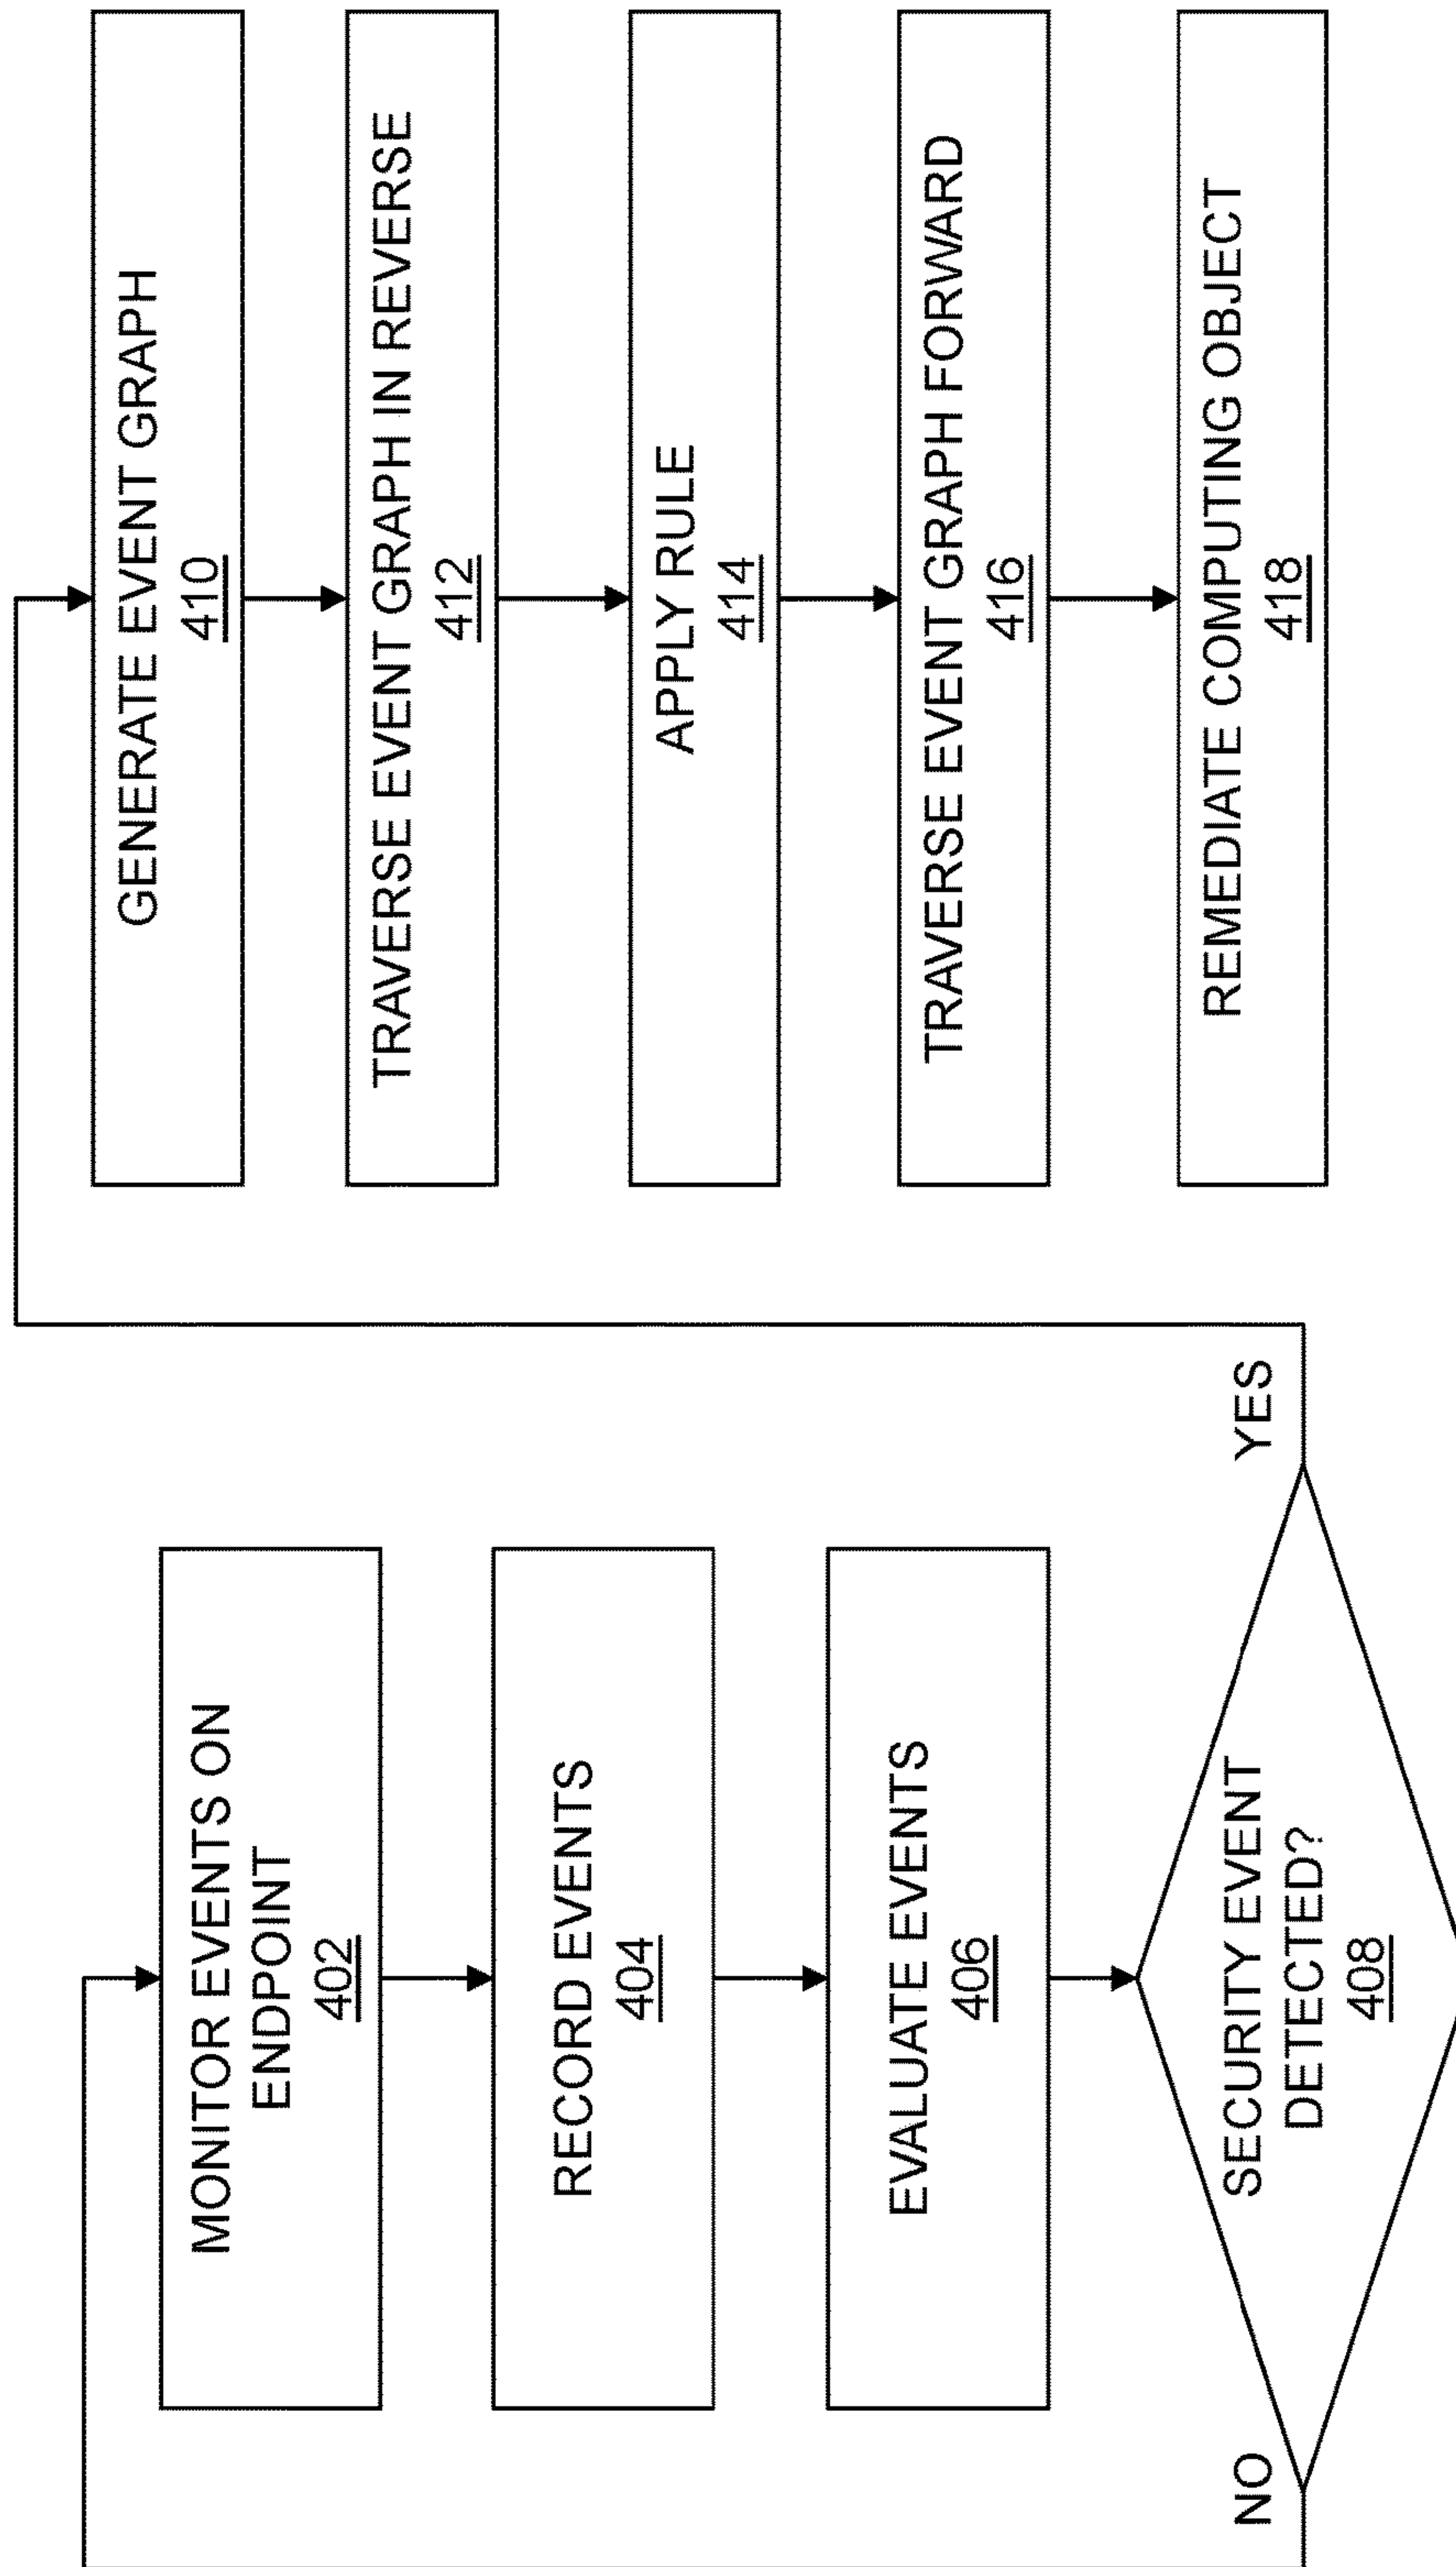 MONITOR EVENTS ON
ENDPOINT
402
RECORD EVENTS
404
EVALUATE EVENTS
406
SECURITY EVENT
DETECTED?
408
NO
YES
GENERATE EVENT GRAPH
410
TRAVERSE EVENT GRAPH IN REVERSE
412
APPLY RULE
414
TRAVERSE EVENT GRAPH FORWARD
416
REMEDIATE COMPUTING OBJECT
418